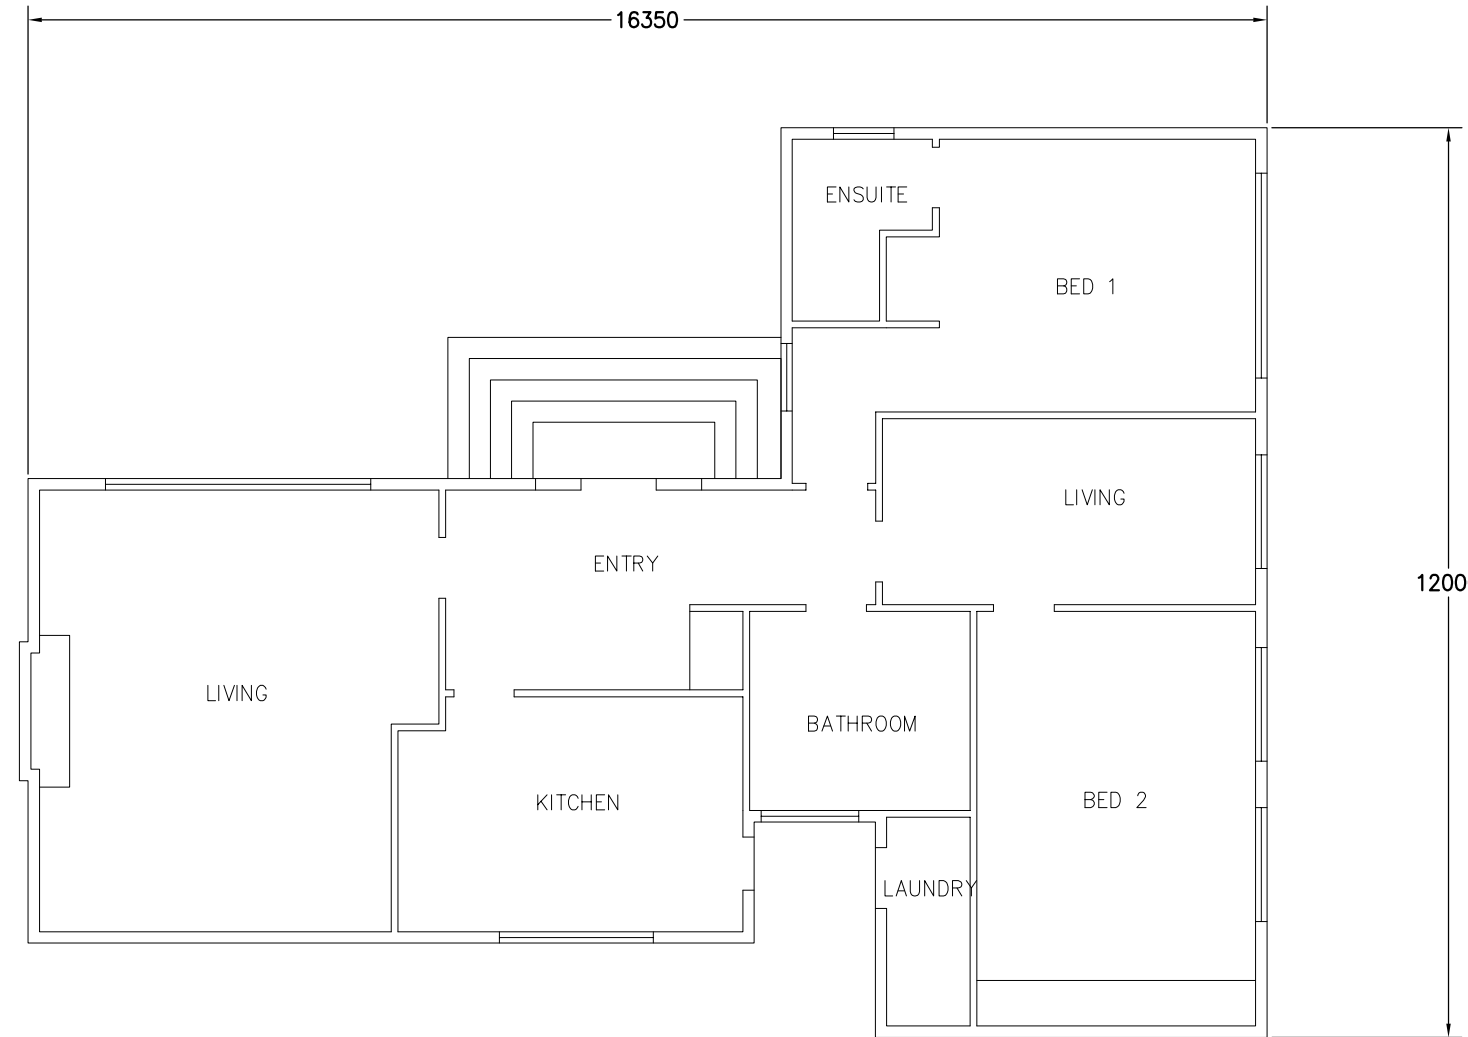 16350
ENSUITE
BED 1
LIVING
ENTRY
1200
LIVING
BATHROOM
KITCHEN
BED 2
LAUNDRY